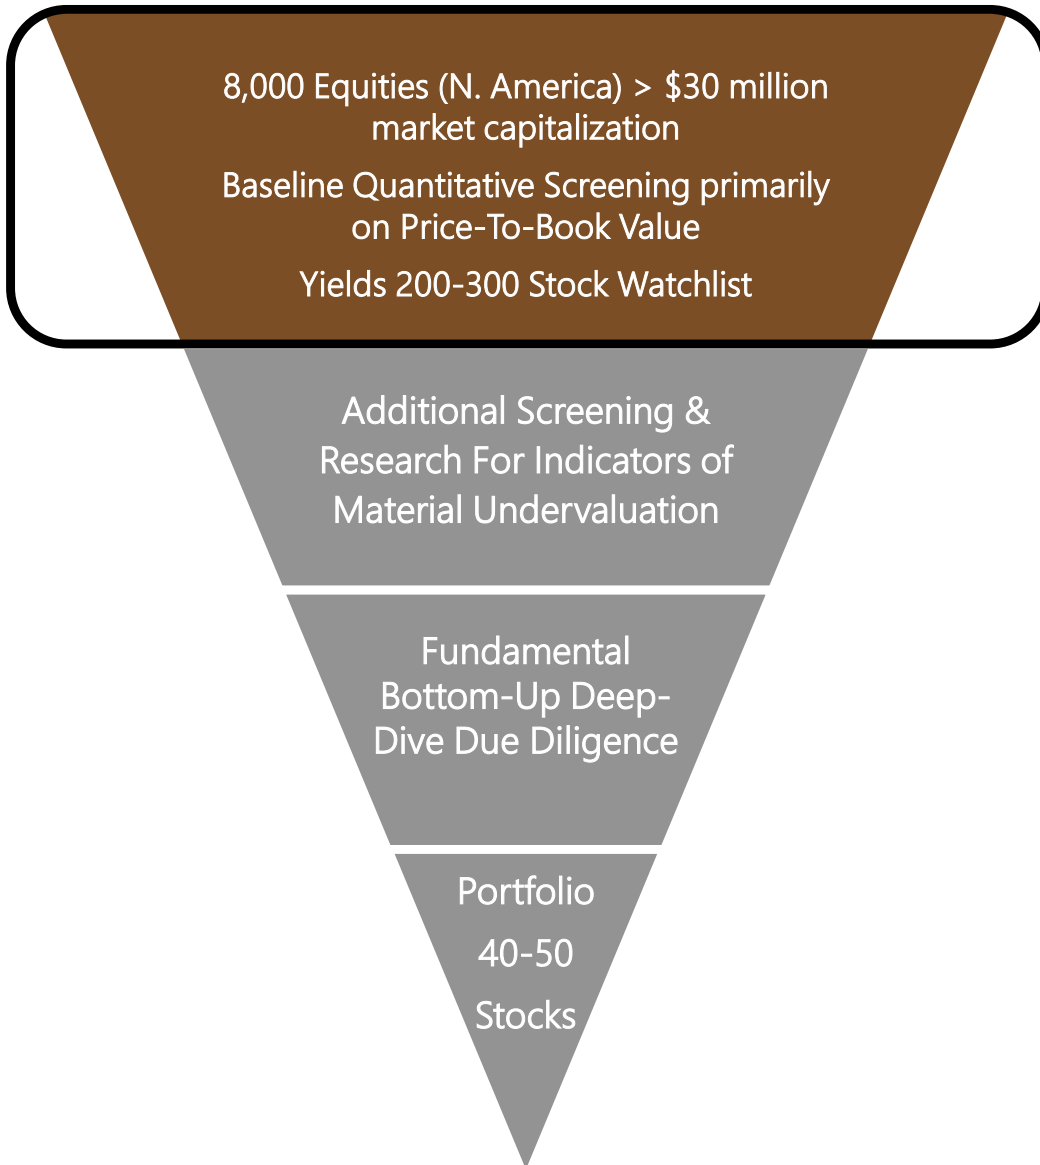 8,000 Equities (N. America) > $30 million
market capitalization
Baseline Quantitative Screening primarily
on Price-To-Book Value
Yields 200-300 Stock Watchlist
Additional Screening &
Research For Indicators of
Material Undervaluation
Fundamental
Bottom-Up Deep-
Dive Due Diligence
Portfolio
40-50
Stocks